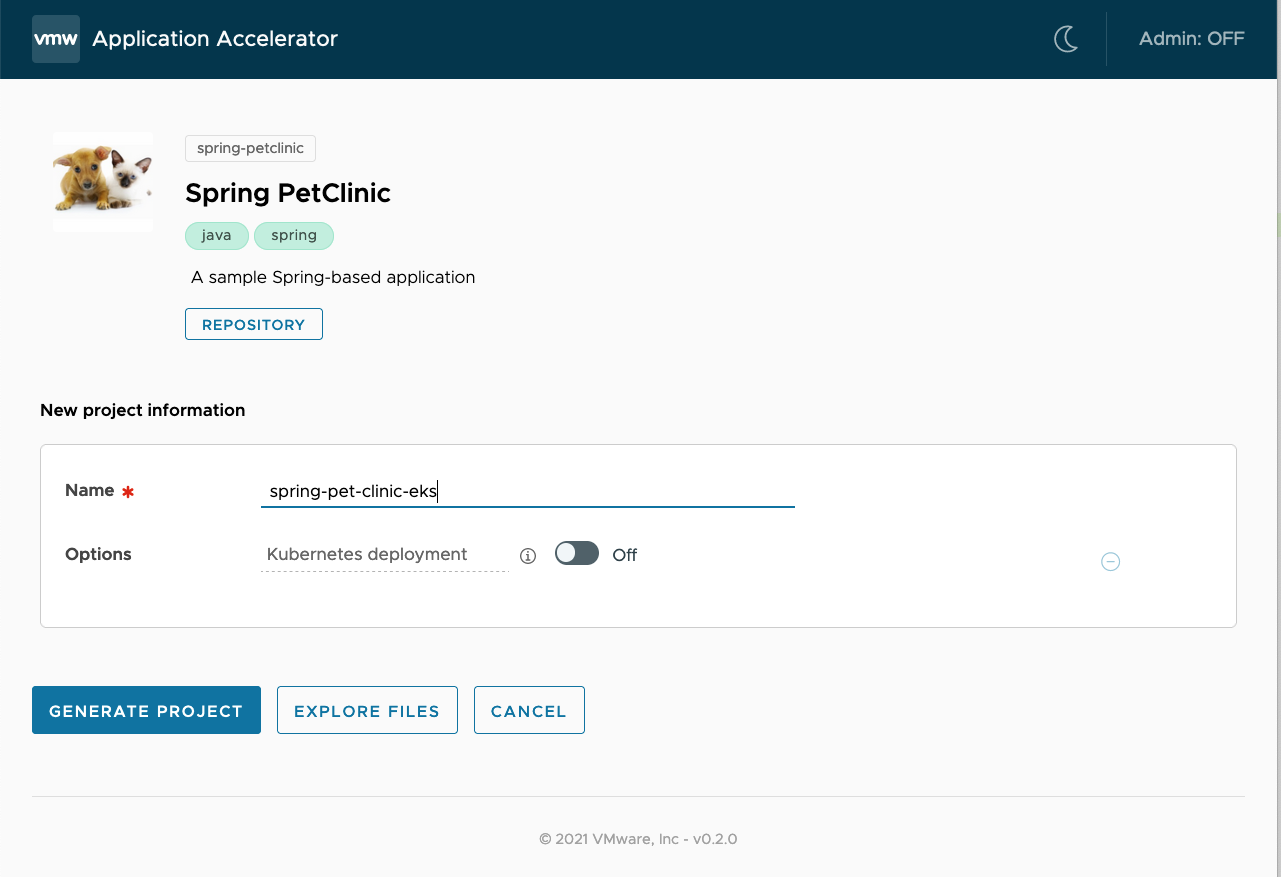 vmw Application Accelerator Admin: OFF
spring-petclinic
Spring PetClinic
java spring
A sample Spring-based application
REPOSITORY
New project information
Name * spring-pet-clinic-eks
Options Kubernetes deployment Off
GENERATE PROJECT EXPLORE FILES CANCEL
© 2021 VMware, Inc - v0.2.0